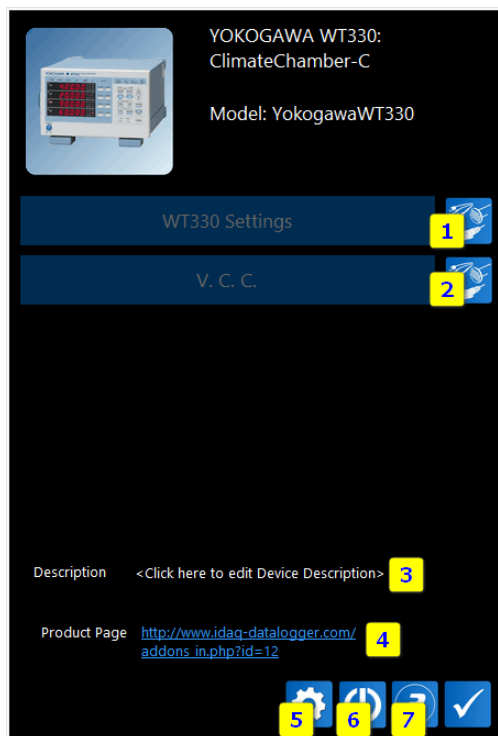 YOKOGAWA WT330:
ClimateChamber-C
Model: YokogawaWT330
WT330 Settings
1
V. C. C.
2
Description <Click here to edit Device Description> 3
Product Page http://www.idaq-datalogger.com/
addons_in.php?id=12
4
5 6 7